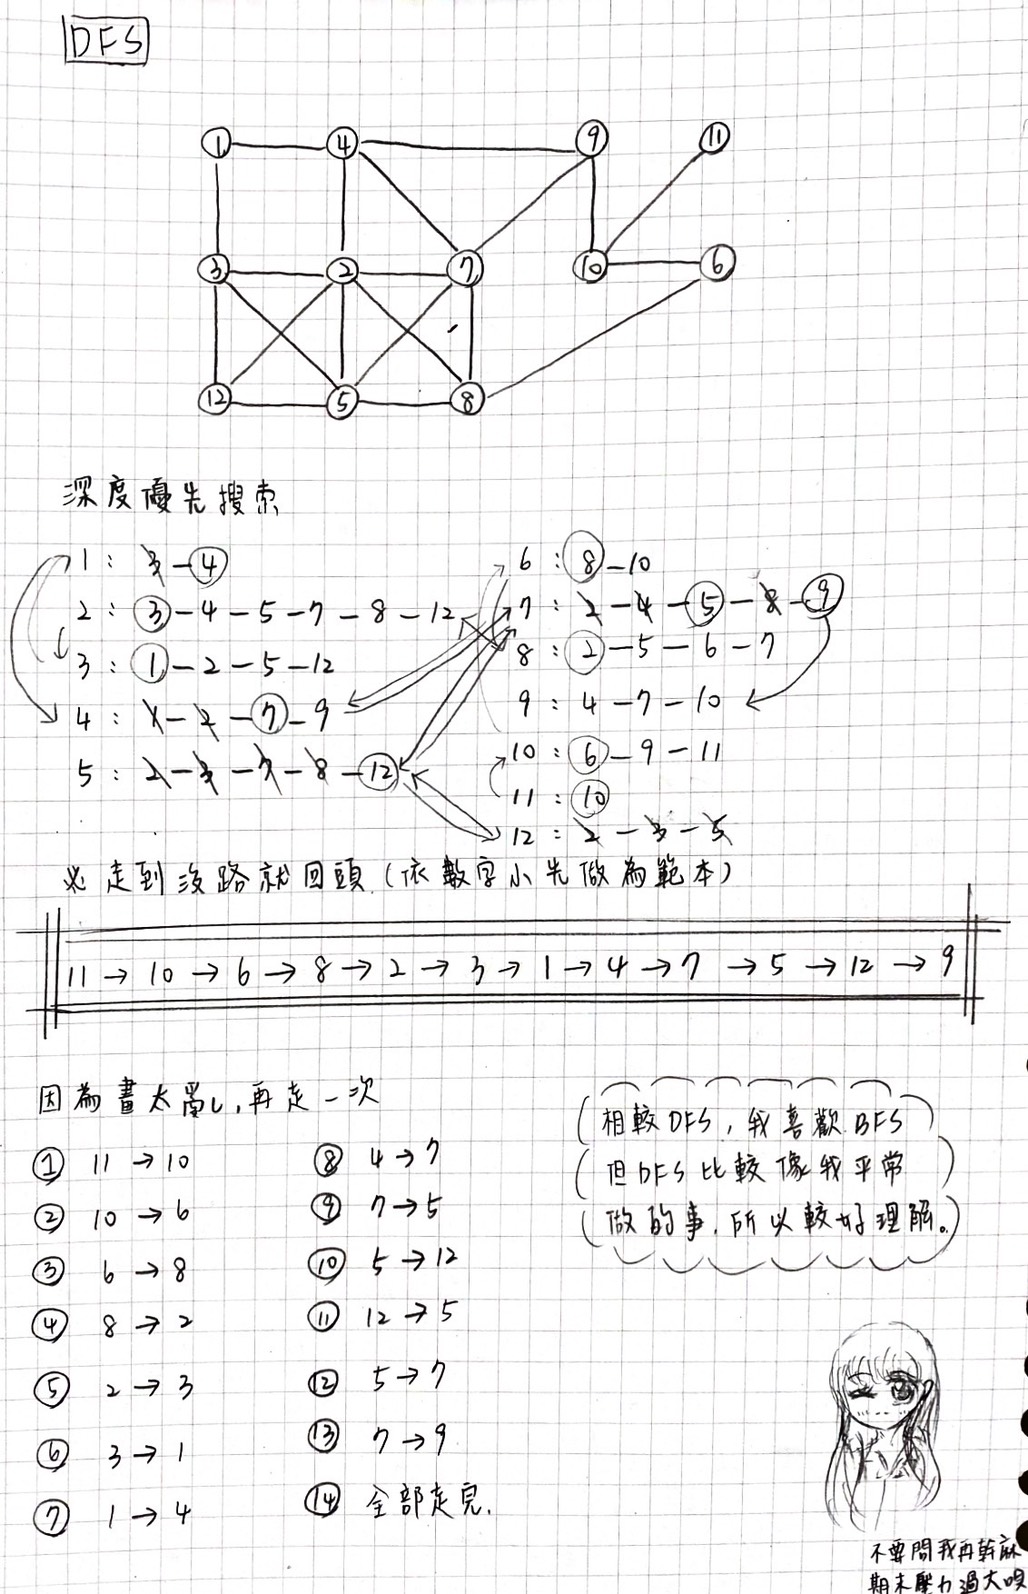 DFS
1 4 9 11
3 2 7 10 6
12 5 8
深度優先搜索
1 : 3 - 4
2 : 3 - 4 - 5 - 7 - 8 - 12
3 : 1 - 2 - 5 - 12
4 : 1 - 2 - 7 - 9
5 : 2 - 3 - 7 - 8 - 12
6 : 8 - 10
7 : 2 - 4 - 5 - 8 - 9
8 : 2 - 5 - 6 - 7
9 : 4 - 7 - 10
10 : 6 - 9 - 11
11 : 10
12 : 2 - 3 - 5
走到沒路就回頭(依數字小先做為範本)
11 → 10 → 6 → 8 → 2 → 3 → 1 → 4 → 7 → 5 → 12 → 9
因為畫太亂,再走一次
① 11 → 10
② 10 → 6
③ 6 → 8
④ 8 → 2
⑤ 2 → 3
⑥ 3 → 1
⑦ 1 → 4
⑧ 4 → 7
⑨ 7 → 5
⑩ 5 → 12
⑪ 12 → 5
⑫ 5 → 7
⑬ 7 → 9
⑭ 全部走完.
相較DFS,我喜歡BFS
但DFS比較像我平常
做的事,所以較好理解。
不要問我再幹麻
期末壓力過大